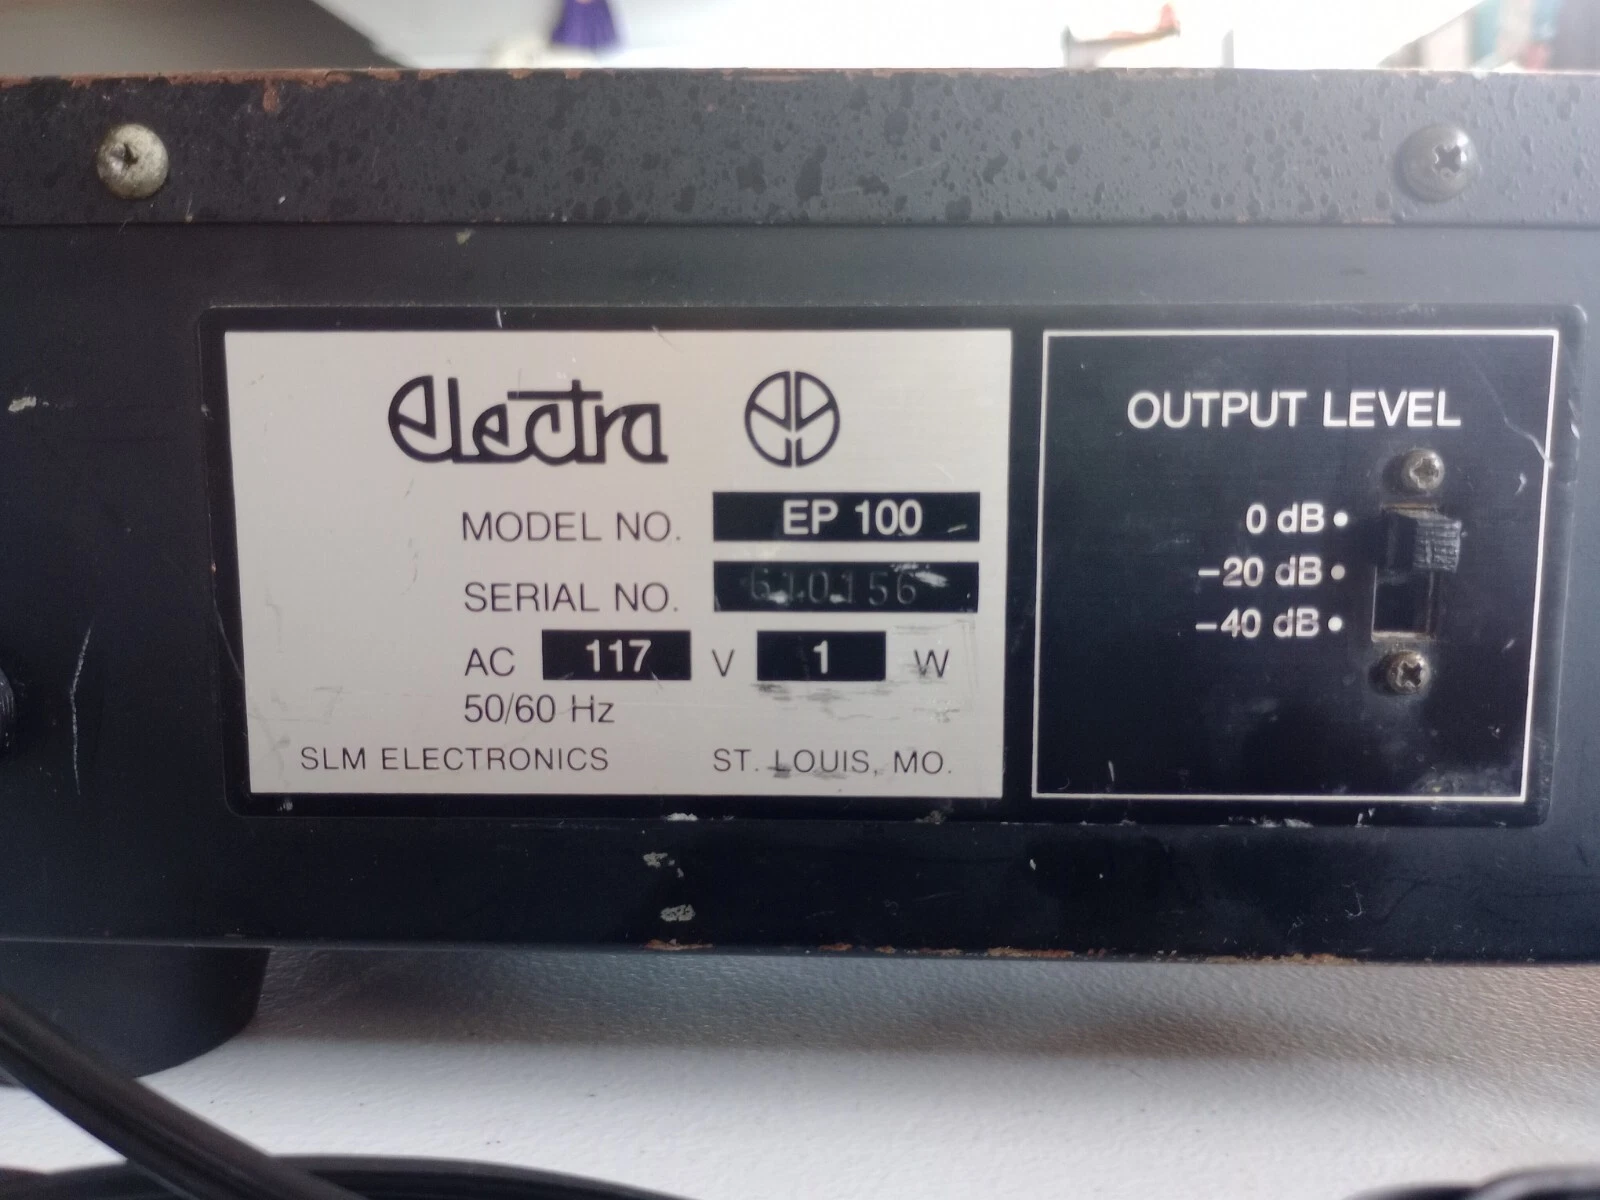 electra
MODEL NO. EP 100
SERIAL NO. 610156
AC 117 V 1 W
50/60 Hz
SLM ELECTRONICS ST. LOUIS, MO.
OUTPUT LEVEL
0 dB
-20 dB
-40 dB